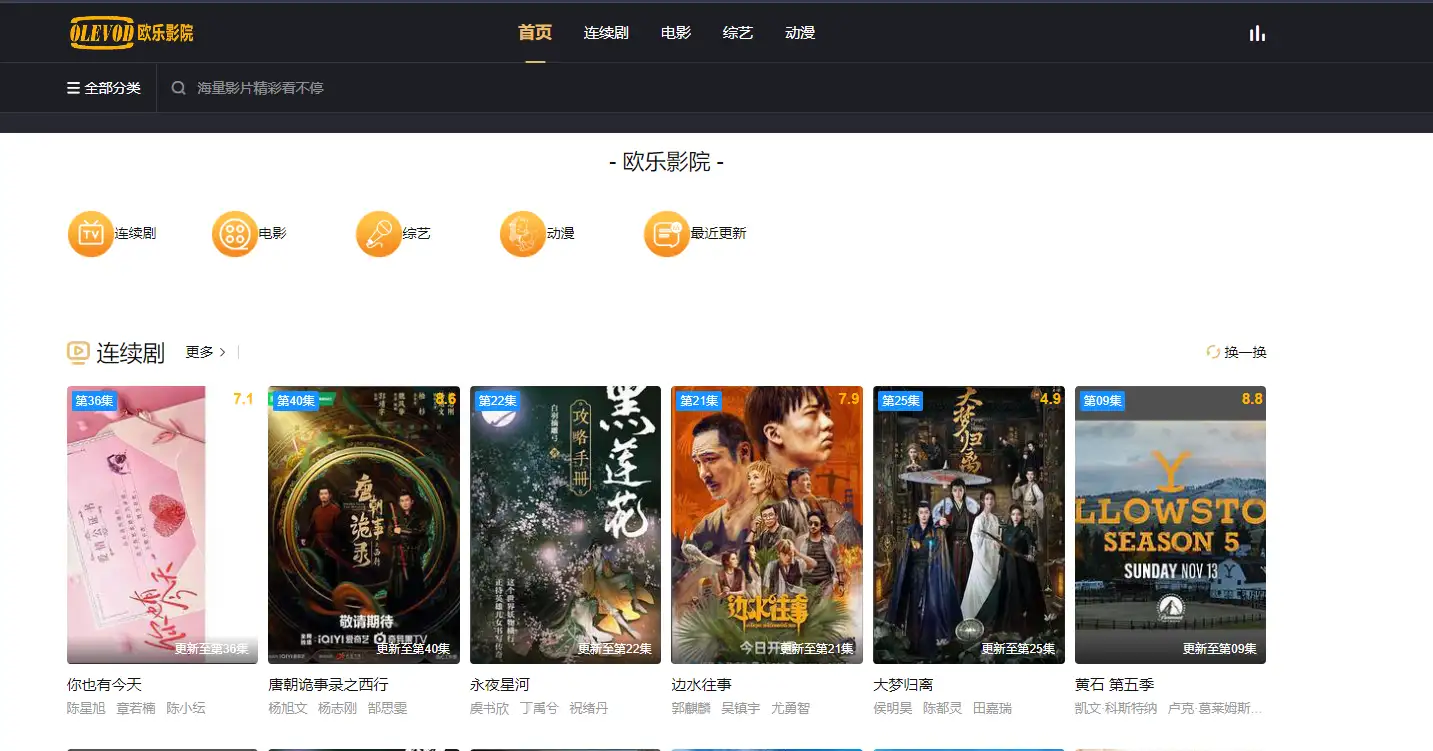 OLEVOD 欧乐影院
首页 连续剧 电影 综艺 动漫
全部分类 海量影片精彩看不停
- 欧乐影院 -
TV 连续剧 电影 综艺 动漫 最近更新
连续剧 更多 换一换
第36集 7.1 第40集 8.6 第22集 第21集 7.9 第25集 4.9 第09集 8.8
黑莲花
攻略手册
白羽摘雕弓
唐朝诡事录
大梦归离
LLOWSTO
SEASON 5
SUNDAY NOV 13
边水往事
敬请期待
iQIYI 爱奇艺
今日开
更新至第36集 更新至第40集 更新至第22集 更新至第21集 更新至第25集 更新至第09集
你也有今天 唐朝诡事录之西行 永夜星河 边水往事 大梦归离 黄石 第五季
陈星旭 章若楠 陈小纭 杨旭文 杨志刚 郜思雯 虞书欣 丁禹兮 祝绪丹 郭麒麟 吴镇宇 尤勇智 侯明昊 陈都灵 田嘉瑞 凯文·科斯特纳 卢克·葛莱姆斯...